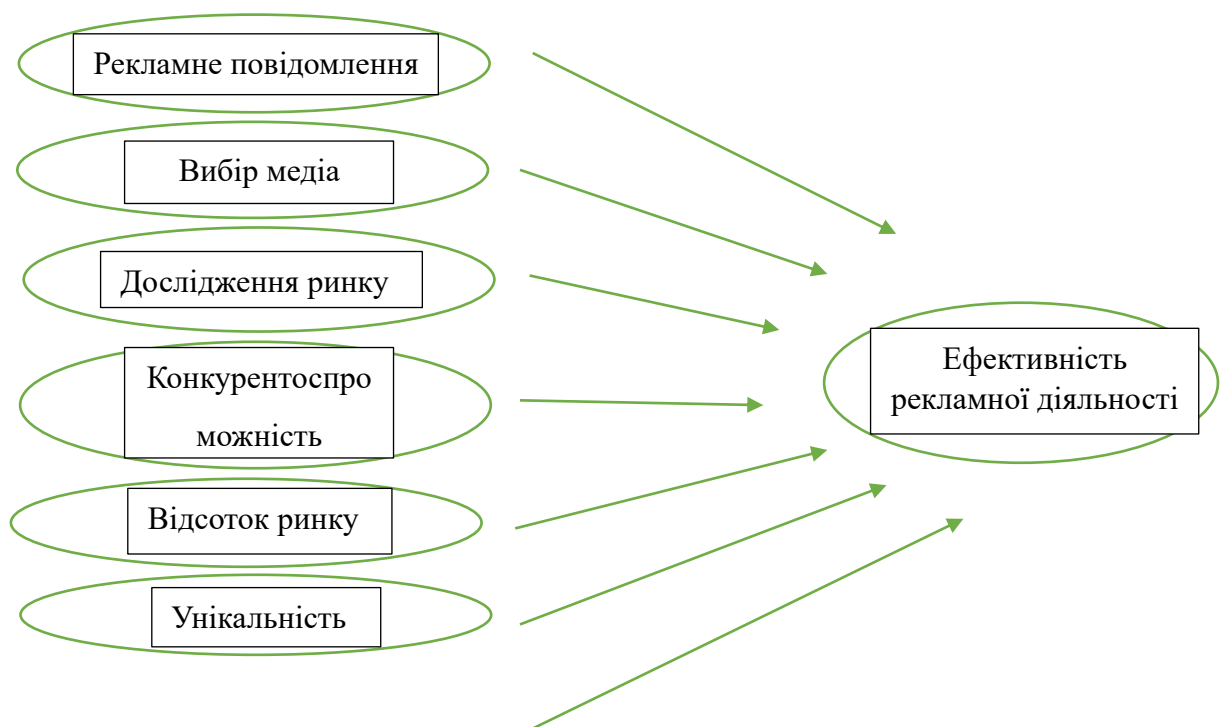 Рекламне повідомлення
Вибір медіа
Дослідження ринку
Конкурентоспро
можність
Відсоток ринку
Унікальність
Ефективність
рекламної діяльності